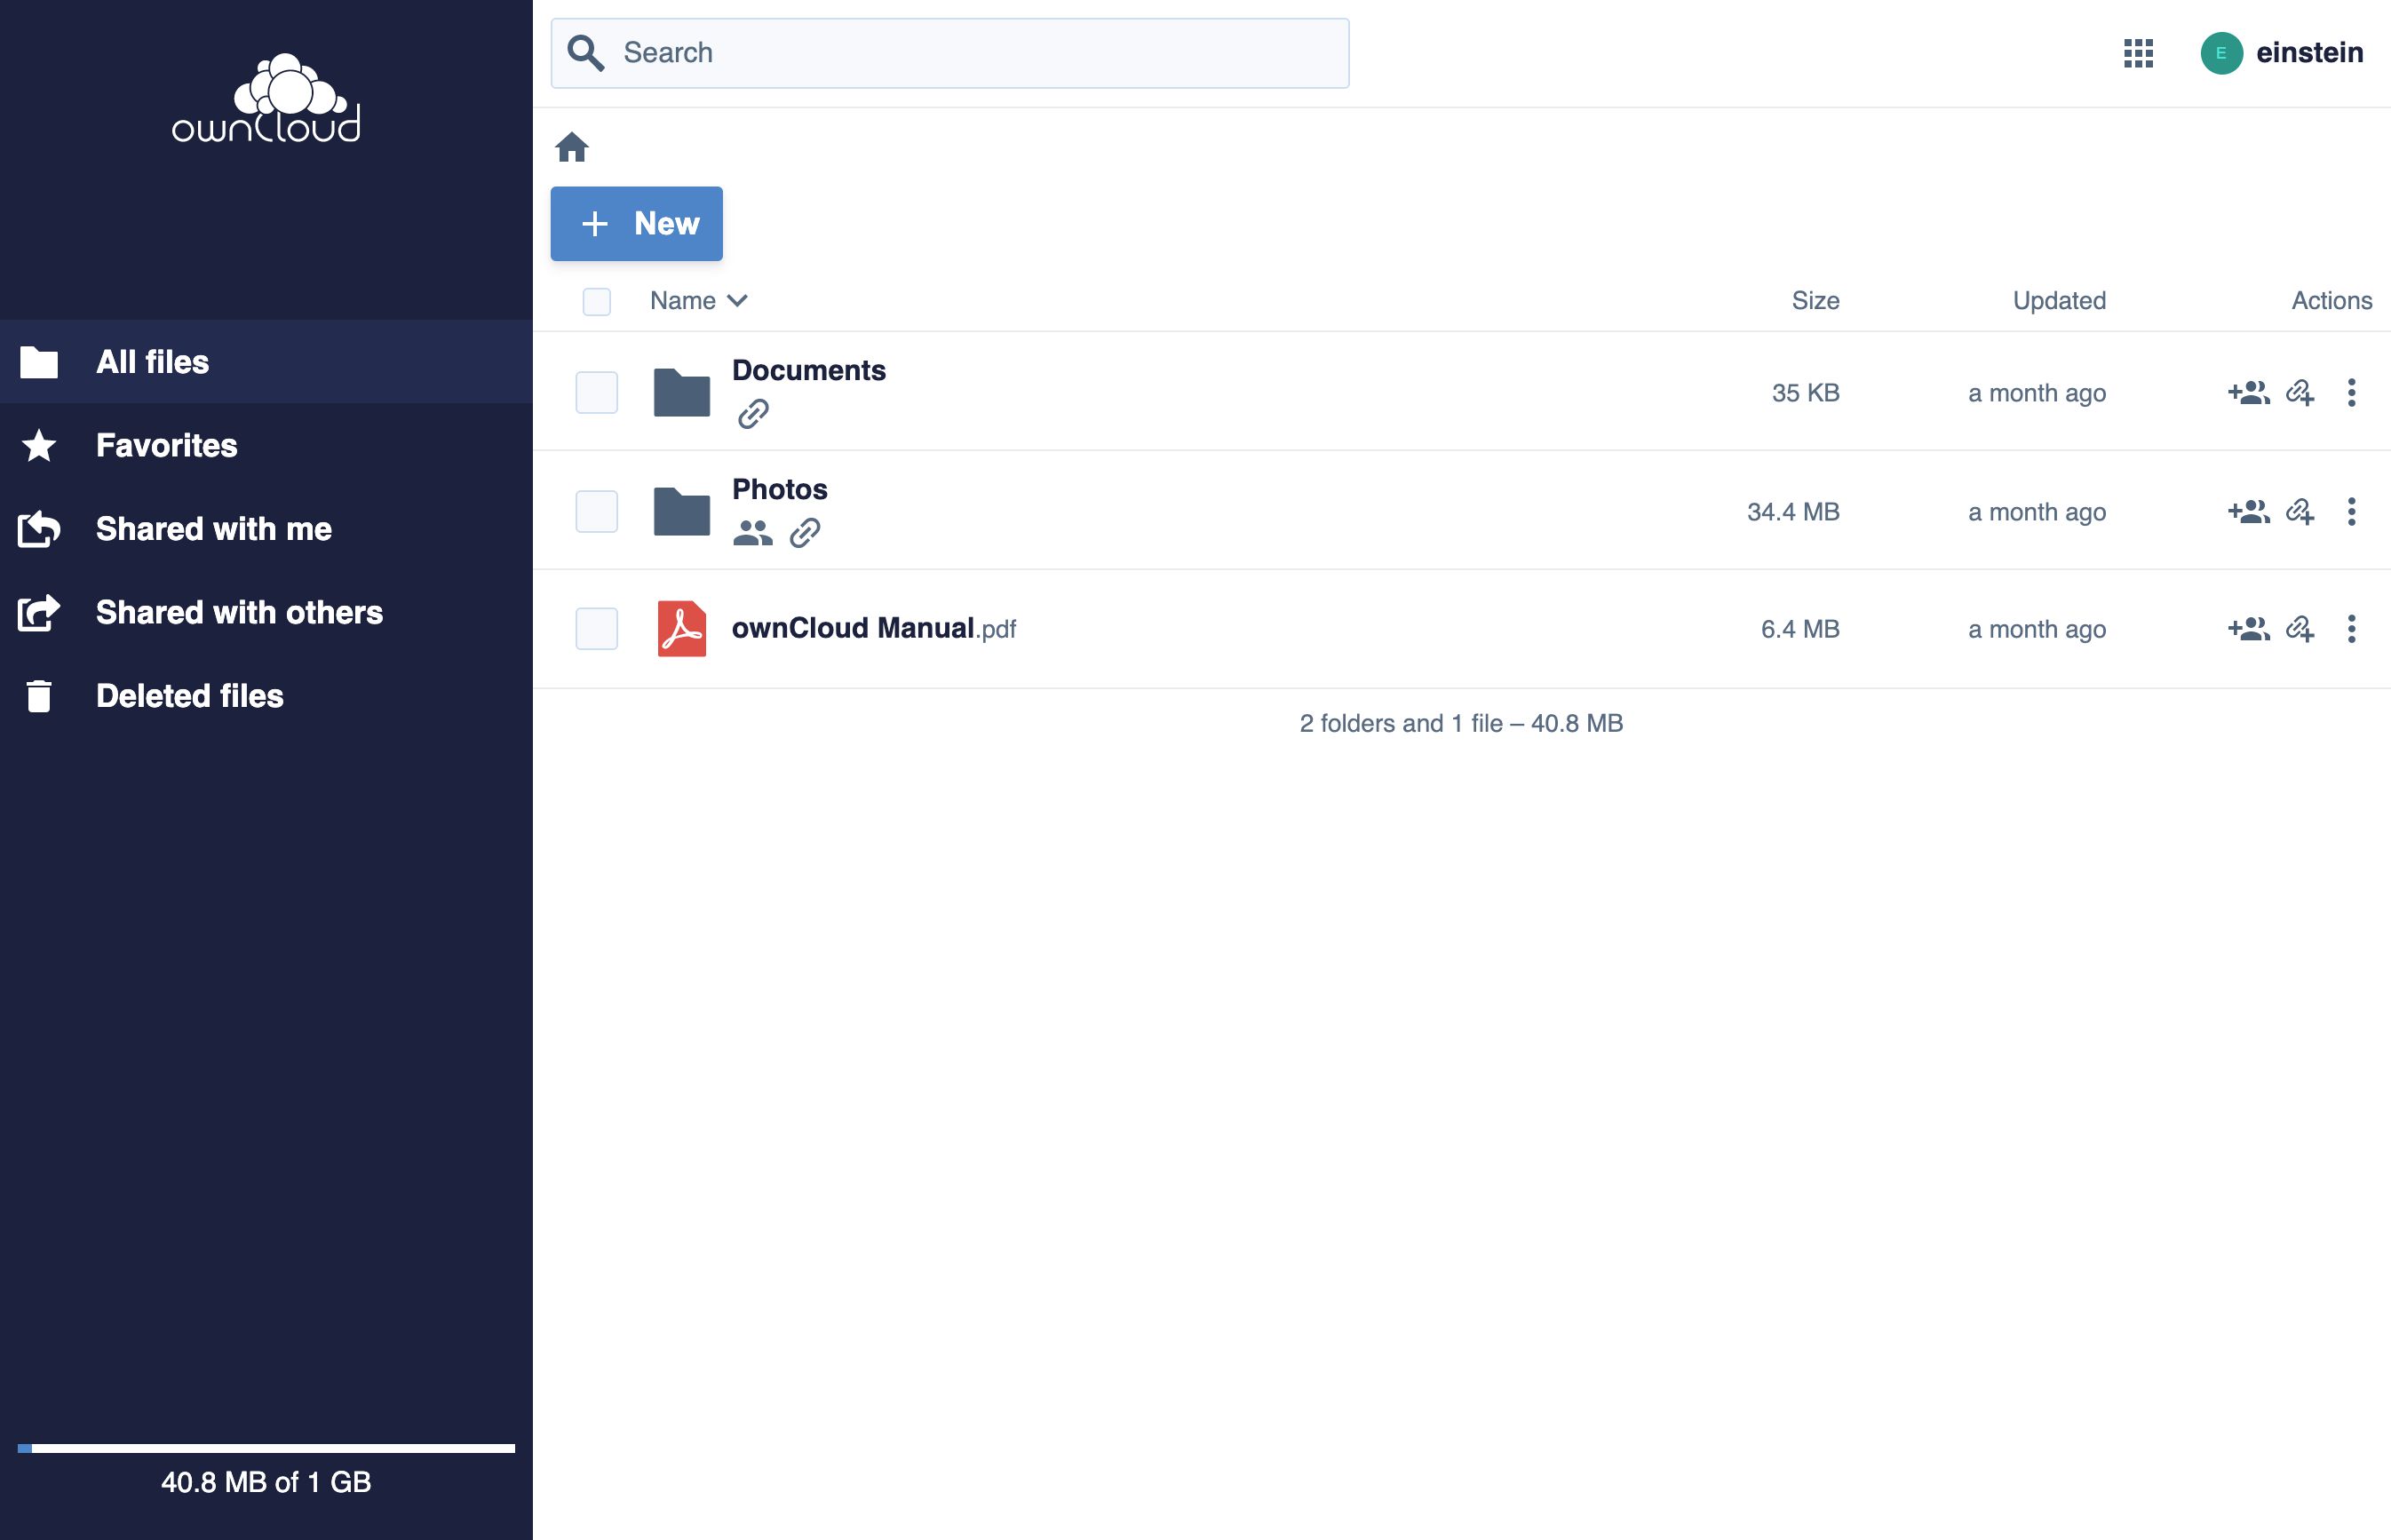 ownCloud
Search
E
einstein
New
All files
Favorites
Shared with me
Shared with others
Deleted files
Name
Size
Updated
Actions
Documents
35 KB
a month ago
Photos
34.4 MB
a month ago
ownCloud Manual.pdf
6.4 MB
a month ago
2 folders and 1 file – 40.8 MB
40.8 MB of 1 GB